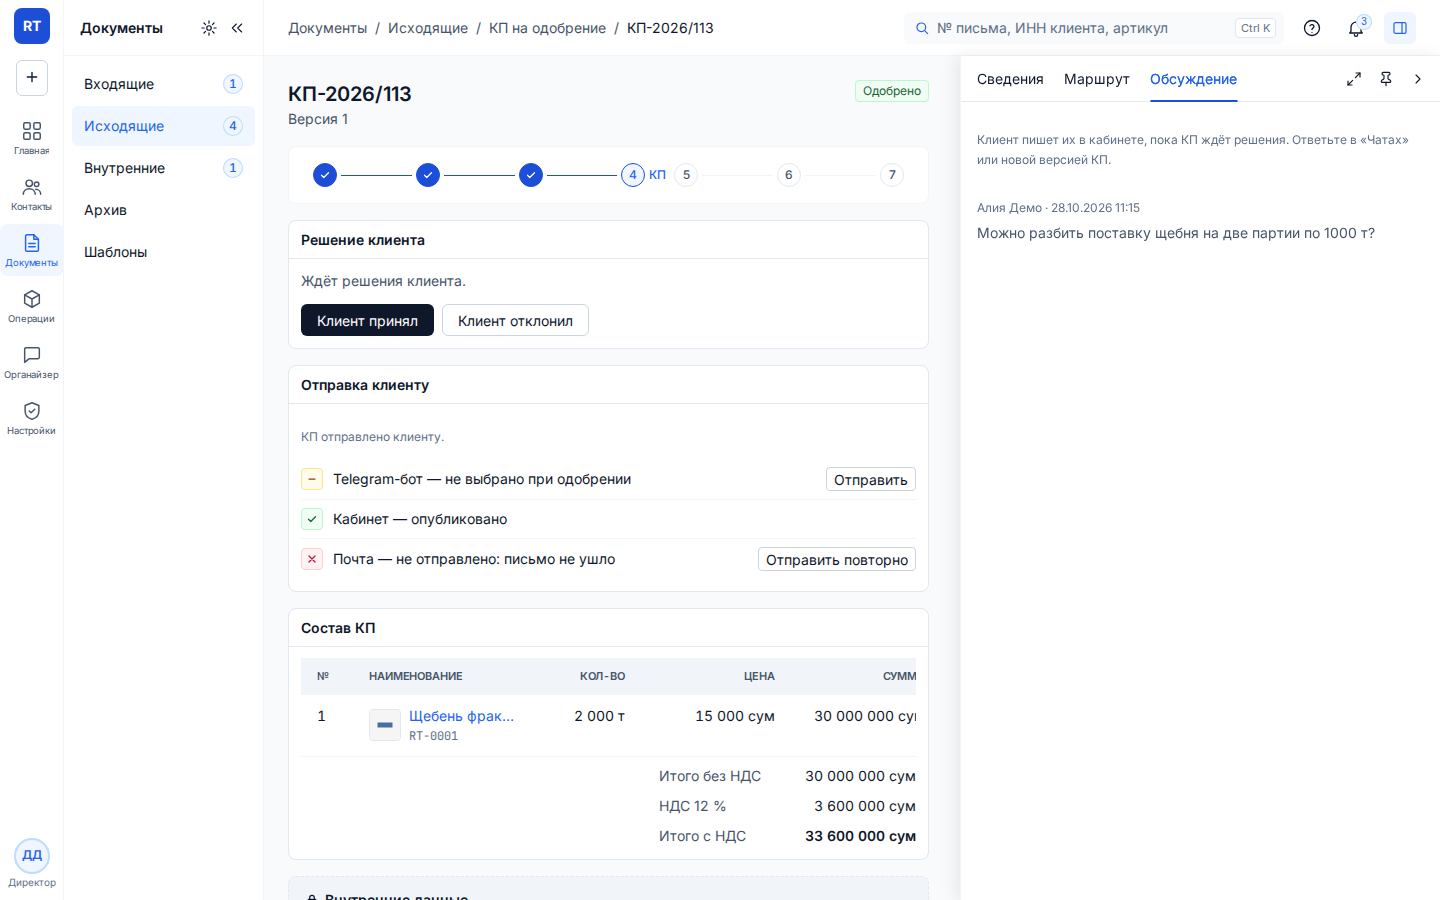 RT
Документы
Документы / Исходящие / КП на одобрение / КП-2026/113
№ письма, ИНН клиента, артикул
Ctrl K
3
Главная
Контакты
Документы
Операции
Органайзер
Настройки
ДД
Директор
Входящие 1
Исходящие 4
Внутренние 1
Архив
Шаблоны
КП-2026/113
Одобрено
Версия 1
4 КП 5 6 7
Решение клиента
Ждёт решения клиента.
Клиент принял
Клиент отклонил
Отправка клиенту
КП отправлено клиенту.
Telegram-бот — не выбрано при одобрении
Отправить
Кабинет — опубликовано
Почта — не отправлено: письмо не ушло
Отправить повторно
Состав КП
№ НАИМЕНОВАНИЕ КОЛ-ВО ЦЕНА СУММ
1 Щебень фрак... 2 000 т 15 000 сум 30 000 000 сум
RT-0001
Итого без НДС 30 000 000 сум
НДС 12 % 3 600 000 сум
Итого с НДС 33 600 000 сум
Внутренние данные
Сведения
Маршрут
Обсуждение
Клиент пишет их в кабинете, пока КП ждёт решения. Ответьте в «Чатах»
или новой версией КП.
Алия Демо · 28.10.2026 11:15
Можно разбить поставку щебня на две партии по 1000 т?